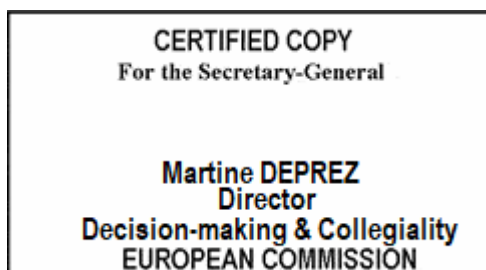 CERTIFIED COPY
For the Secretary-General
Martine DEPREZ
Director
Decision-making & Collegiality
EUROPEAN COMMISSION